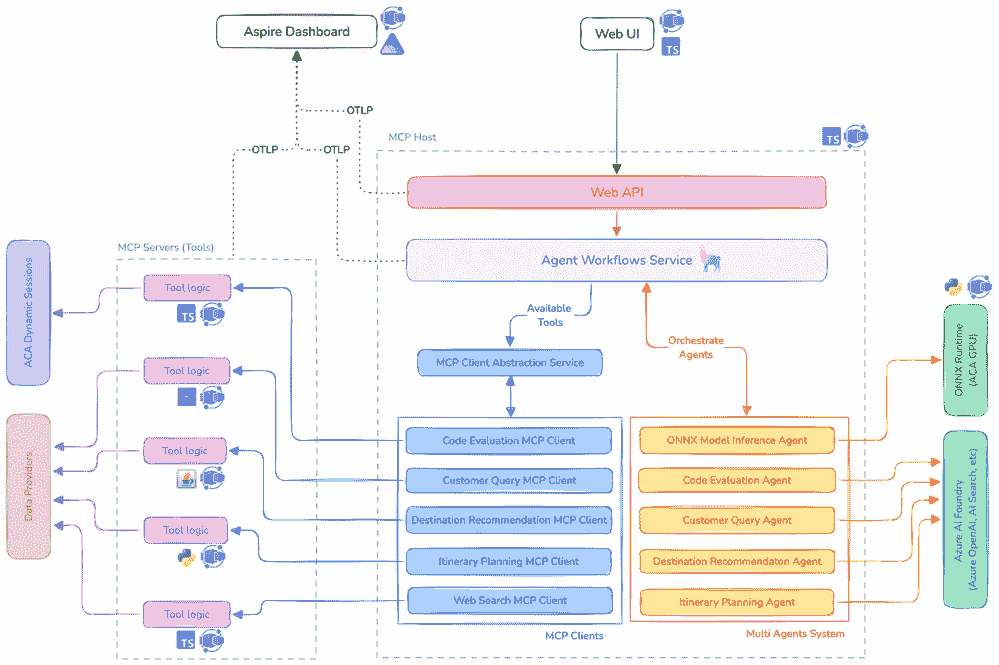 Aspire Dashboard
Web UI
TS
OTLP
OTLP
OTLP
MCP Host
TS
Web API
Agent Workflows Service
MCP Servers (Tools)
ACA Dynamic Sessions
Data Providers
Tool logic
TS
Tool logic
Tool logic
Tool logic
Tool logic
TS
Available
Tools
Orchestrate
Agents
MCP Client Abstraction Service
Code Evaluation MCP Client
Customer Query MCP Client
Destination Recommendation MCP Client
Itinerary Planning MCP Client
Web Search MCP Client
MCP Clients
ONNX Model Inference Agent
Code Evaluation Agent
Customer Query Agent
Destination Recommendaton Agent
Itinerary Planning Agent
Multi Agents System
ONNX Runtime
(ACA GPU)
Azure AI Foundry
(Azure OpenAI, AI Search, etc)